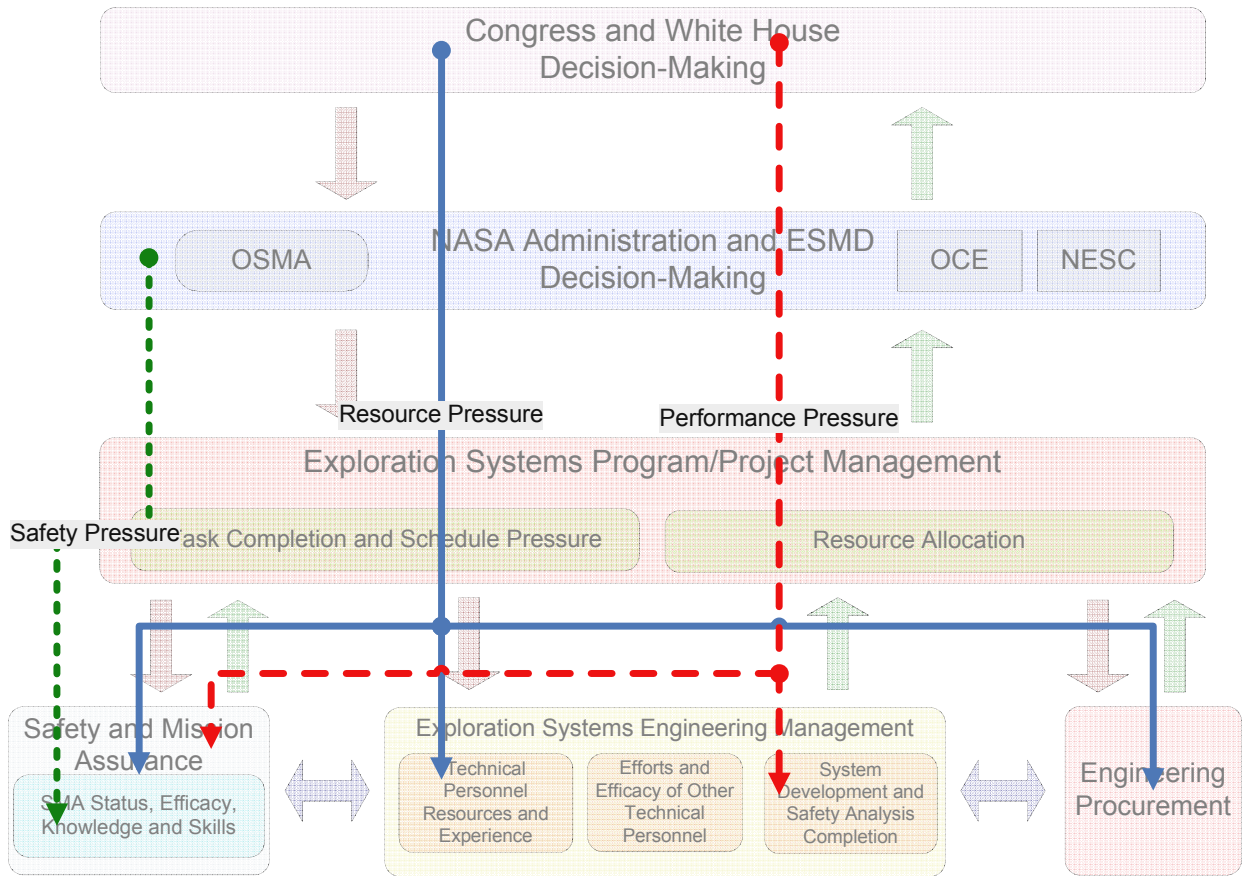 Congress and White House
Decision-Making
NASA Administration and ESMD
Decision-Making
OSMA
OCE
NESC
Resource Pressure
Performance Pressure
Exploration Systems Program/Project Management
Safety Pressure
Task Completion and Schedule Pressure
Resource Allocation
Safety and Mission
Assurance
SMA Status, Efficacy,
Knowledge and Skills
Exploration Systems Engineering Management
Technical
Personnel
Resources and
Experience
Efforts and
Efficacy of Other
Technical
Personnel
System
Development and
Safety Analysis
Completion
Engineering
Procurement